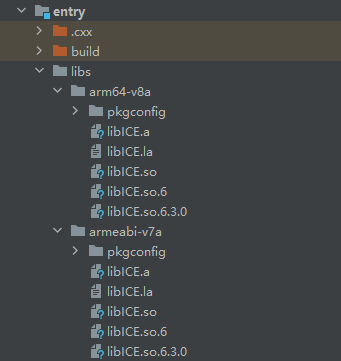 entry
.cxx
build
libs
arm64-v8a
pkgconfig
libICE.a
libICE.la
libICE.so
libICE.so.6
libICE.so.6.3.0
armeabi-v7a
pkgconfig
libICE.a
libICE.la
libICE.so
libICE.so.6
libICE.so.6.3.0